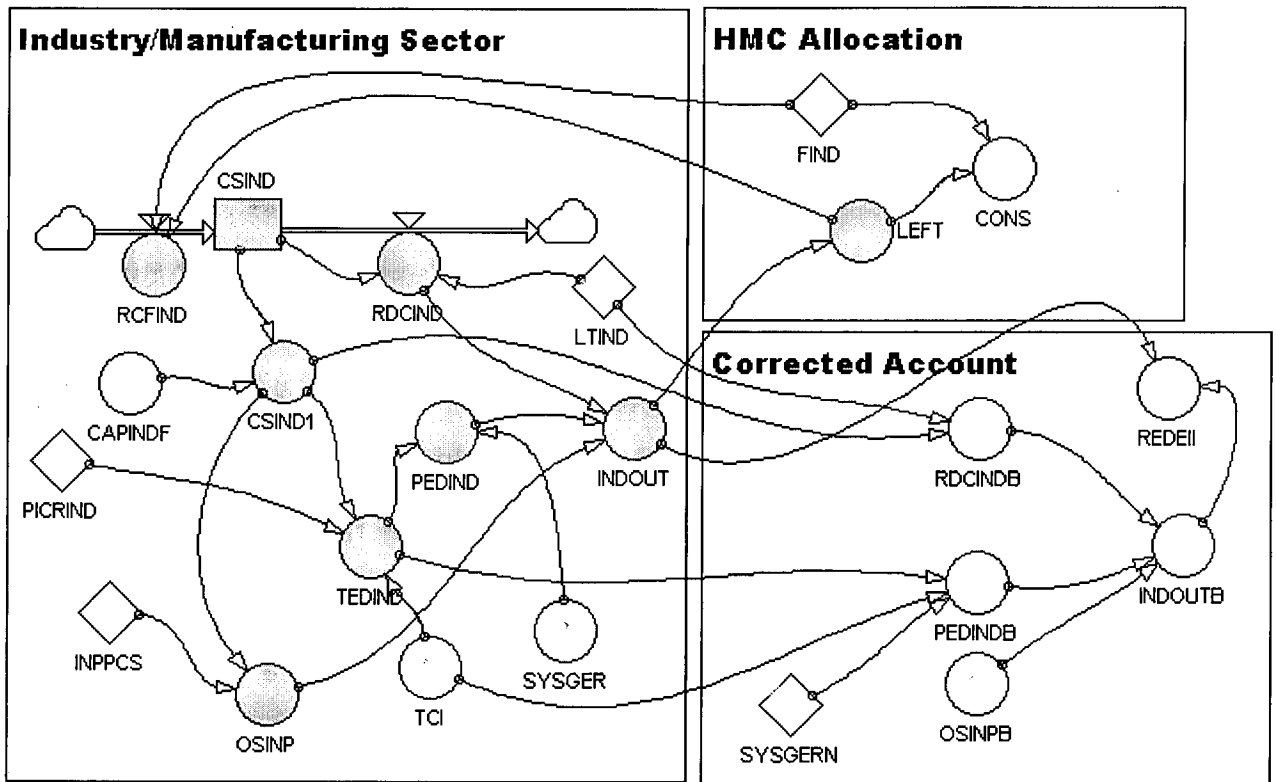 Industry/Manufacturing Sector
HMC Allocation
FIND
CSIND
CONS
LEFT
RCFIND
RDCIND
LTIND
Corrected Account
CAPINDF
CSIND1
REDEII
PEDIND
INDOUT
RDCINDB
PICRIND
TEDIND
INDOUTB
PEDINDB
INPPCS
SYSGER
TCI
OSINP
OSINPB
SYSGERN